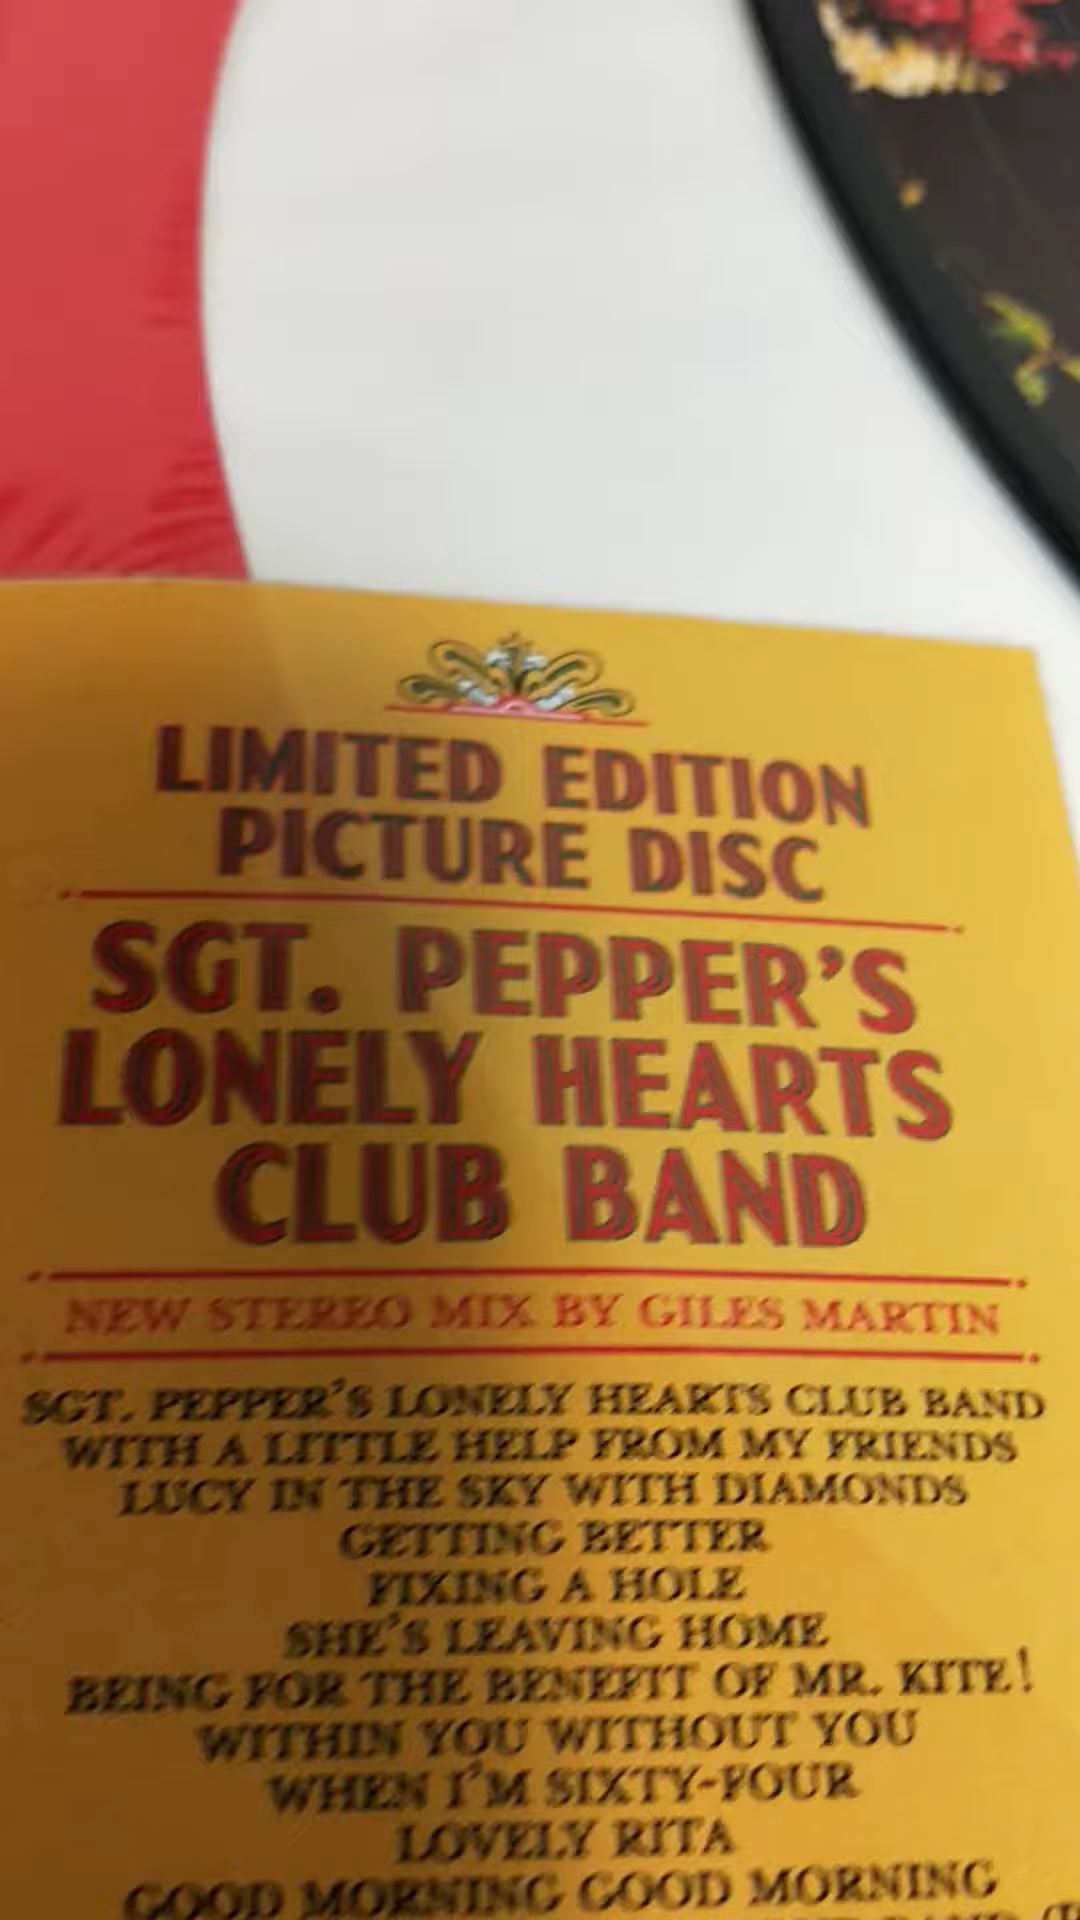 LIMITED EDITION
PICTURE DISC
SGT. PEPPER'S
LONELY HEARTS
CLUB BAND
NEW STEREO MIX BY GILES MARTIN
SGT. PEPPER'S LONELY HEARTS CLUB BAND
WITH A LITTLE HELP FROM MY FRIENDS
LUCY IN THE SKY WITH DIAMONDS
GETTING BETTER
FIXING A HOLE
SHE'S LEAVING HOME
BEING FOR THE BENEFIT OF MR. KITE!
WITHIN YOU WITHOUT YOU
WHEN I'M SIXTY-FOUR
LOVELY RITA
GOOD MORNING GOOD MORNING